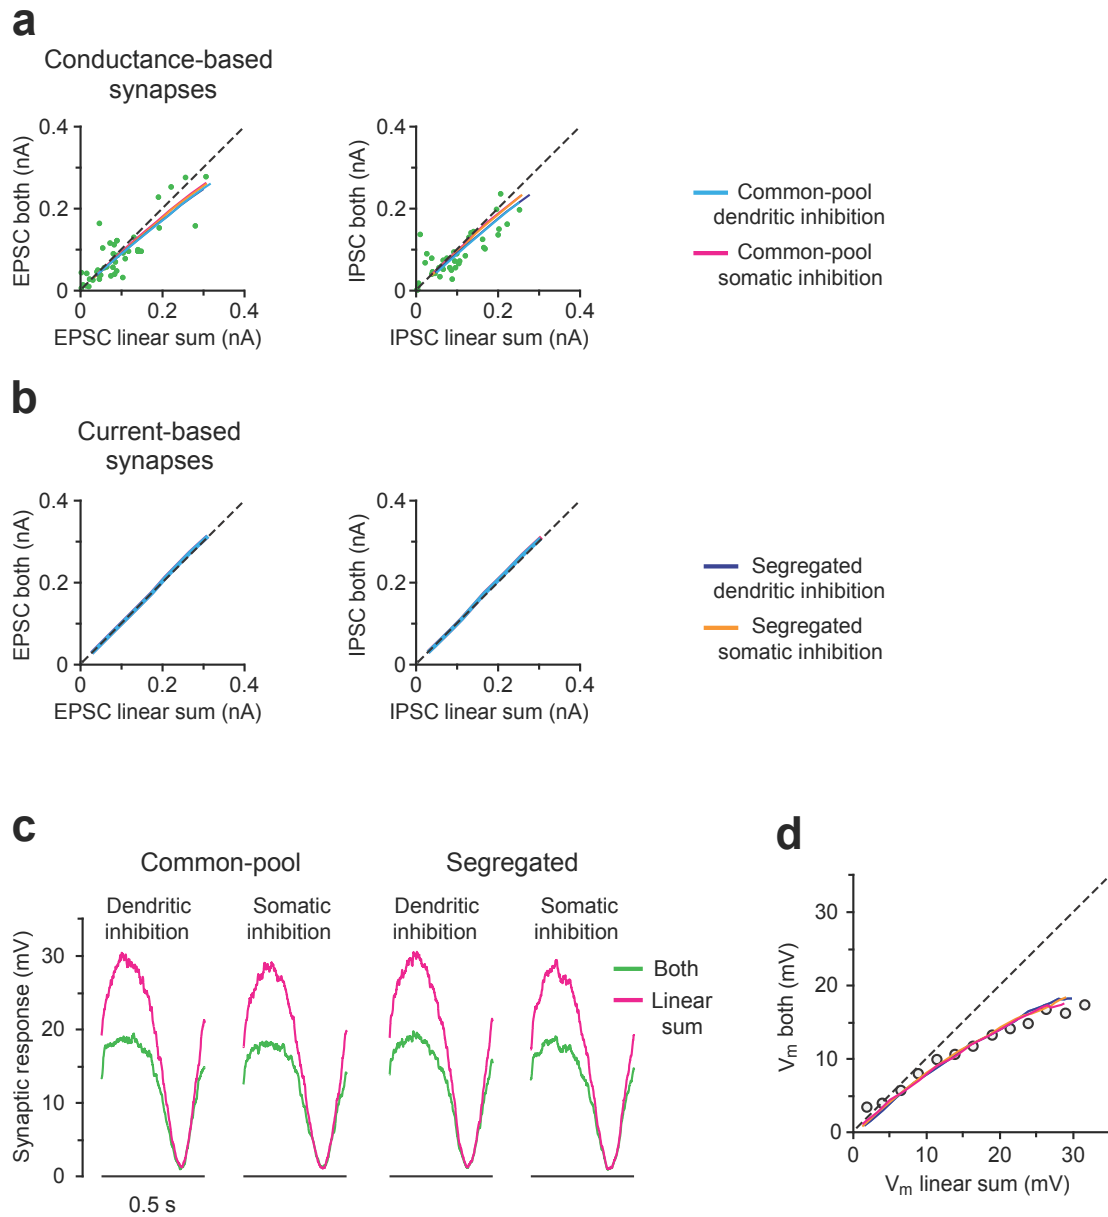 a
Conductance-based
synapses
EPSC both (nA)
0.4
0.2
0
0
0.2
0.4
EPSC linear sum (nA)
IPSC both (nA)
0.4
0.2
0
0
0.2
0.4
IPSC linear sum (nA)
Common-pool
dendritic inhibition
Common-pool
somatic inhibition
b
Current-based
synapses
EPSC both (nA)
0.4
0.2
0
0
0.2
0.4
EPSC linear sum (nA)
IPSC both (nA)
0.4
0.2
0
0
0.2
0.4
IPSC linear sum (nA)
Segregated
dendritic inhibition
Segregated
somatic inhibition
c
Common-pool
Segregated
Dendritic
inhibition
Somatic
inhibition
Dendritic
inhibition
Somatic
inhibition
Synaptic response (mV)
30
20
10
0
0.5 s
Both
Linear
sum
d
Vm both (mV)
30
20
10
0
0
10
20
30
Vm linear sum (mV)